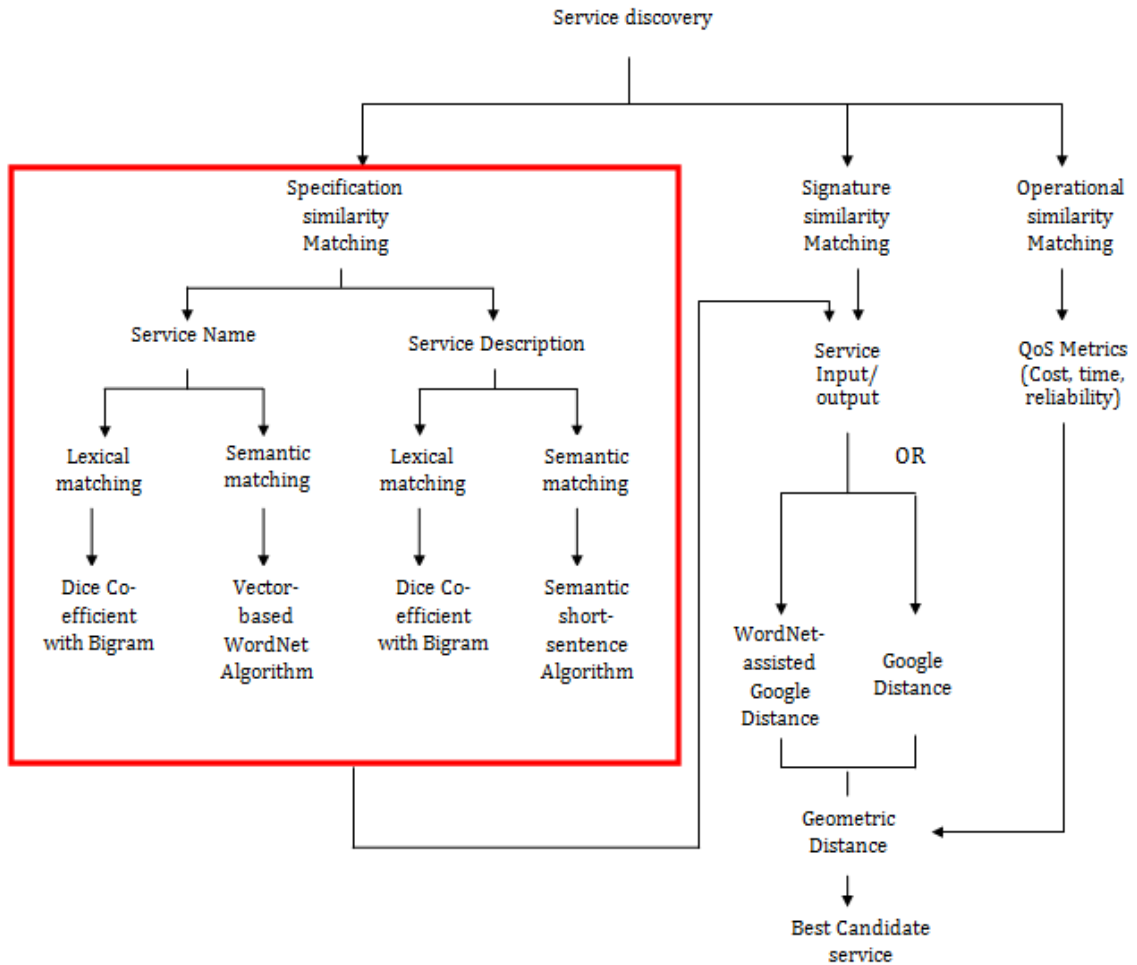 Service discovery
Specification
similarity
Matching
Signature
similarity
Matching
Operational
similarity
Matching
Service Name
Service Description
Service
Input/
output
QoS Metrics
(Cost, time,
reliability)
Lexical
matching
Semantic
matching
Lexical
matching
Semantic
matching
OR
Dice Co-
efficient
with Bigram
Vector-
based
WordNet
Algorithm
Dice Co-
efficient
with Bigram
Semantic
short-
sentence
Algorithm
WordNet-
assisted
Google
Distance
Google
Distance
Geometric
Distance
Best Candidate
service